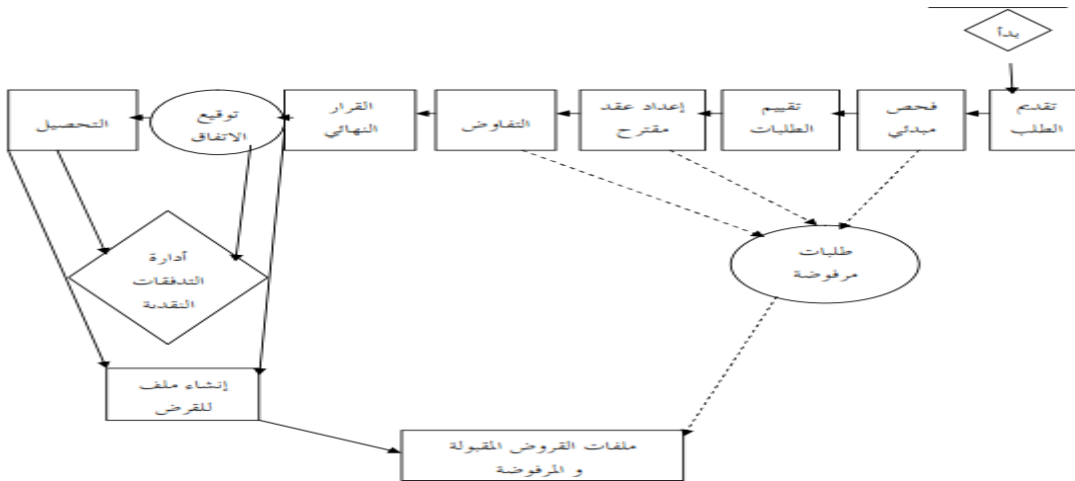 بدأ
تقديم
الطلب
فحص
مبدئي
تقييم
الطلبات
إعداد عقد
مقترح
التفاوض
القرار
النهائي
توقيع
الاتفاق
التحصيل
طلبات
مرفوضة
أدارة
التدفقات
النقدية
إنشاء ملف
للقرض
ملفات القروض المقبولة
و المرفوضة